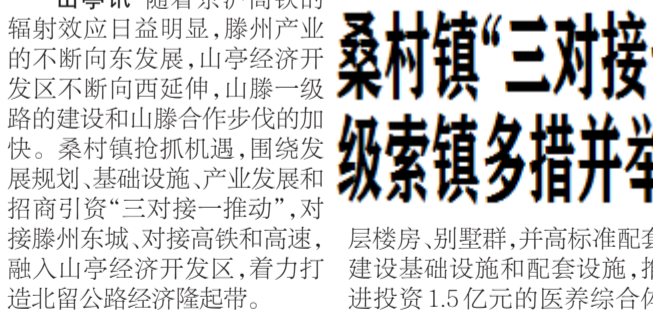 山亭讯 随着京沪高铁的
辐射效应日益明显,滕州产业
的不断向东发展,山亭经济开
发区不断向西延伸,山滕一级
路的建设和山滕合作步伐的加
快。桑村镇抢抓机遇,围绕发
展规划、基础设施、产业发展和
招商引资“三对接一推动”,对
接滕州东城、对接高铁和高速,
融入山亭经济开发区,着力打
造北留公路经济隆起带。
桑村镇“三对接
级索镇多措并举
层楼房、别墅群,并高标准配套
建设基础设施和配套设施,推
进投资1.5亿元的医养综合体